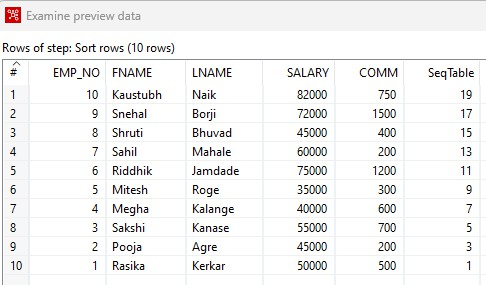 Examine preview data
Rows of step: Sort rows (10 rows)
# EMP_NO FNAME LNAME SALARY COMM SeqTable
1 10 Kaustubh Naik 82000 750 19
2 9 Snehal Borji 72000 1500 17
3 8 Shruti Bhuvad 45000 400 15
4 7 Sahil Mahale 60000 200 13
5 6 Riddhik Jamdade 75000 1200 11
6 5 Mitesh Roge 35000 300 9
7 4 Megha Kalange 40000 600 7
8 3 Sakshi Kanase 55000 700 5
9 2 Pooja Agre 45000 200 3
10 1 Rasika Kerkar 50000 500 1